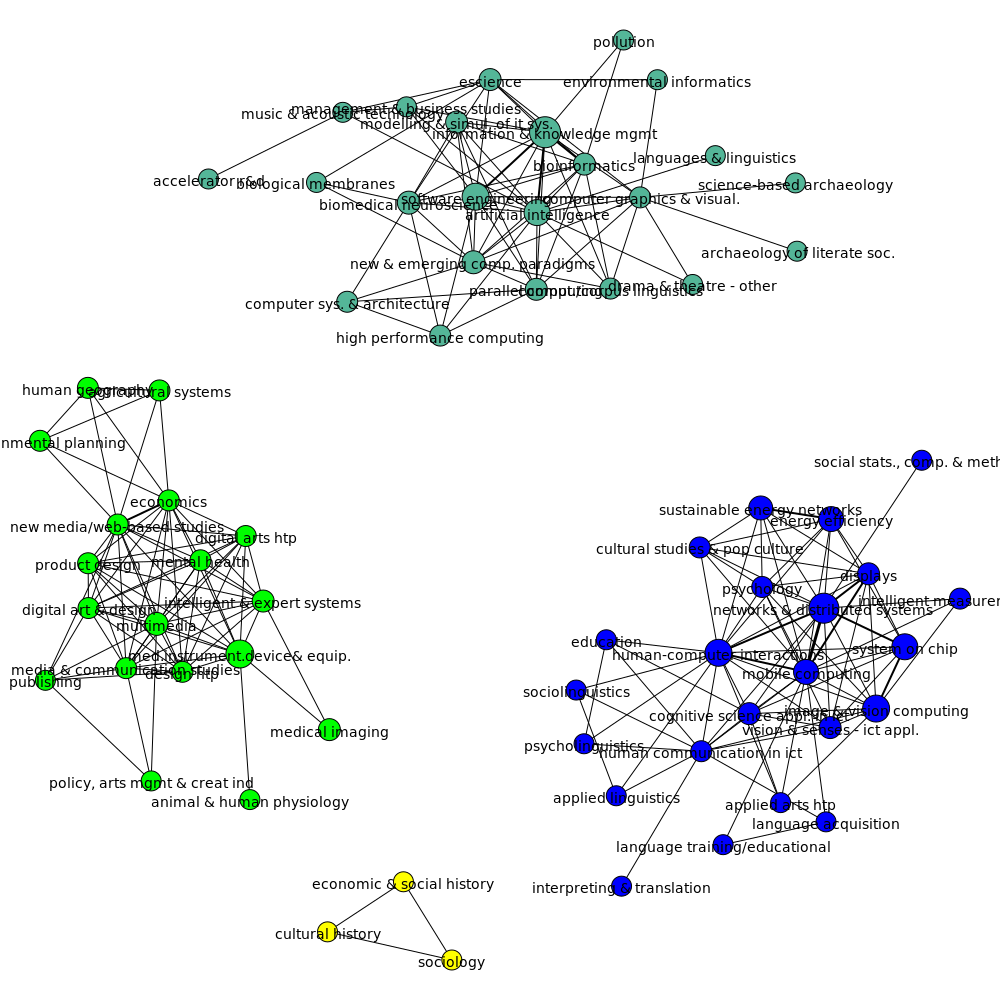 pollution
escience
environmental informatics
management & business studies
music & acoustic technology
modelling & simul. of it sys.
information & knowledge mgmt
languages & linguistics
bioinformatics
accelerator r&d
biological membranes
science-based archaeology
software engineering
computer graphics & visual.
biomedical neuroscience
artificial intelligence
archaeology of literate soc.
new & emerging comp. paradigms
drama & theatre - other
parallel computing
comput./corpus linguistics
computer sys. & architecture
high performance computing
human geography
agricultural systems
nmental planning
economics
new media/web-based studies
digital arts htp
product design
mental health
digital art & design
intelligent & expert systems
multimedia
med.instrument.device& equip.
media & communication studies
design htp
publishing
medical imaging
policy, arts mgmt & creat ind
animal & human physiology
social stats., comp. & meth
sustainable energy networks
energy efficiency
cultural studies & pop culture
displays
psychology
intelligent measurem
networks & distributed systems
education
system on chip
human-computer interactions
mobile computing
sociolinguistics
image & vision computing
cognitive science appl.
vision & senses - ict appl.
psycholinguistics
human communication in ict
applied linguistics
applied arts htp
language acquisition
language training/educational
interpreting & translation
economic & social history
cultural history
sociology